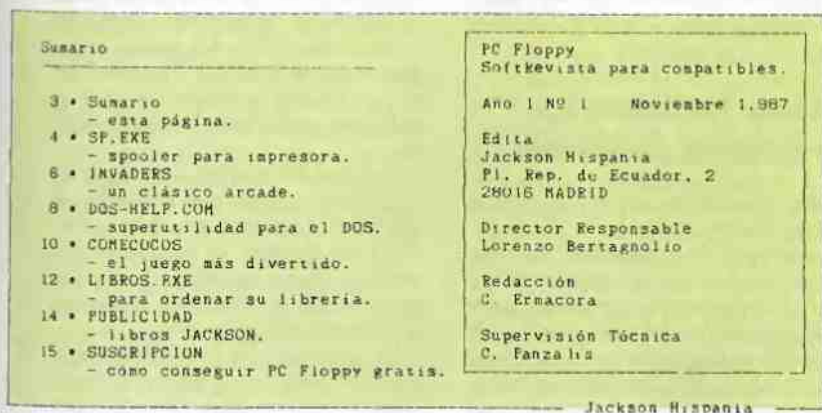 Sumario
3 • Sumario
- esta página.
4 • SP.EXE
- spooler para impresora.
6 • INVADERS
- un clásico arcade.
8 • DOS-HELP.COM
- superutilidad para el DOS.
10 • COMECOCOS
- el juego más divertido.
12 • LIBROS.EXE
- para ordenar su librería.
14 • PUBLICIDAD
- libros JACKSON.
15 • SUSCRIPCION
- cómo conseguir PC Floppy gratis.
PC Floppy
SoftRevista para compatibles.
Año 1 Nº 1 Noviembre 1.987
Edita
Jackson Hispania
Pl. Rep. de Ecuador, 2
28016 MADRID
Director Responsable
Lorenzo Bertagnolio
Redacción
C. Ermacora
Supervisión Técnica
C. Panzalis
Jackson Hispania